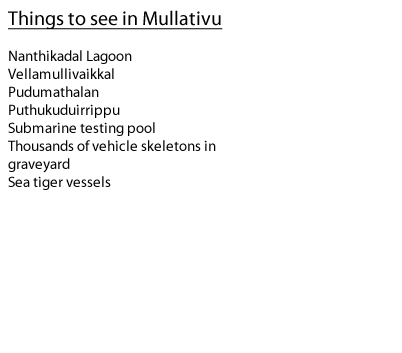 Things to see in Mullativu
Nanthikadal Lagoon
Vellamullivaikkal
Pudumathalan
Puthukuduirrippu
Submarine testing pool
Thousands of vehicle skeletons in
graveyard
Sea tiger vessels